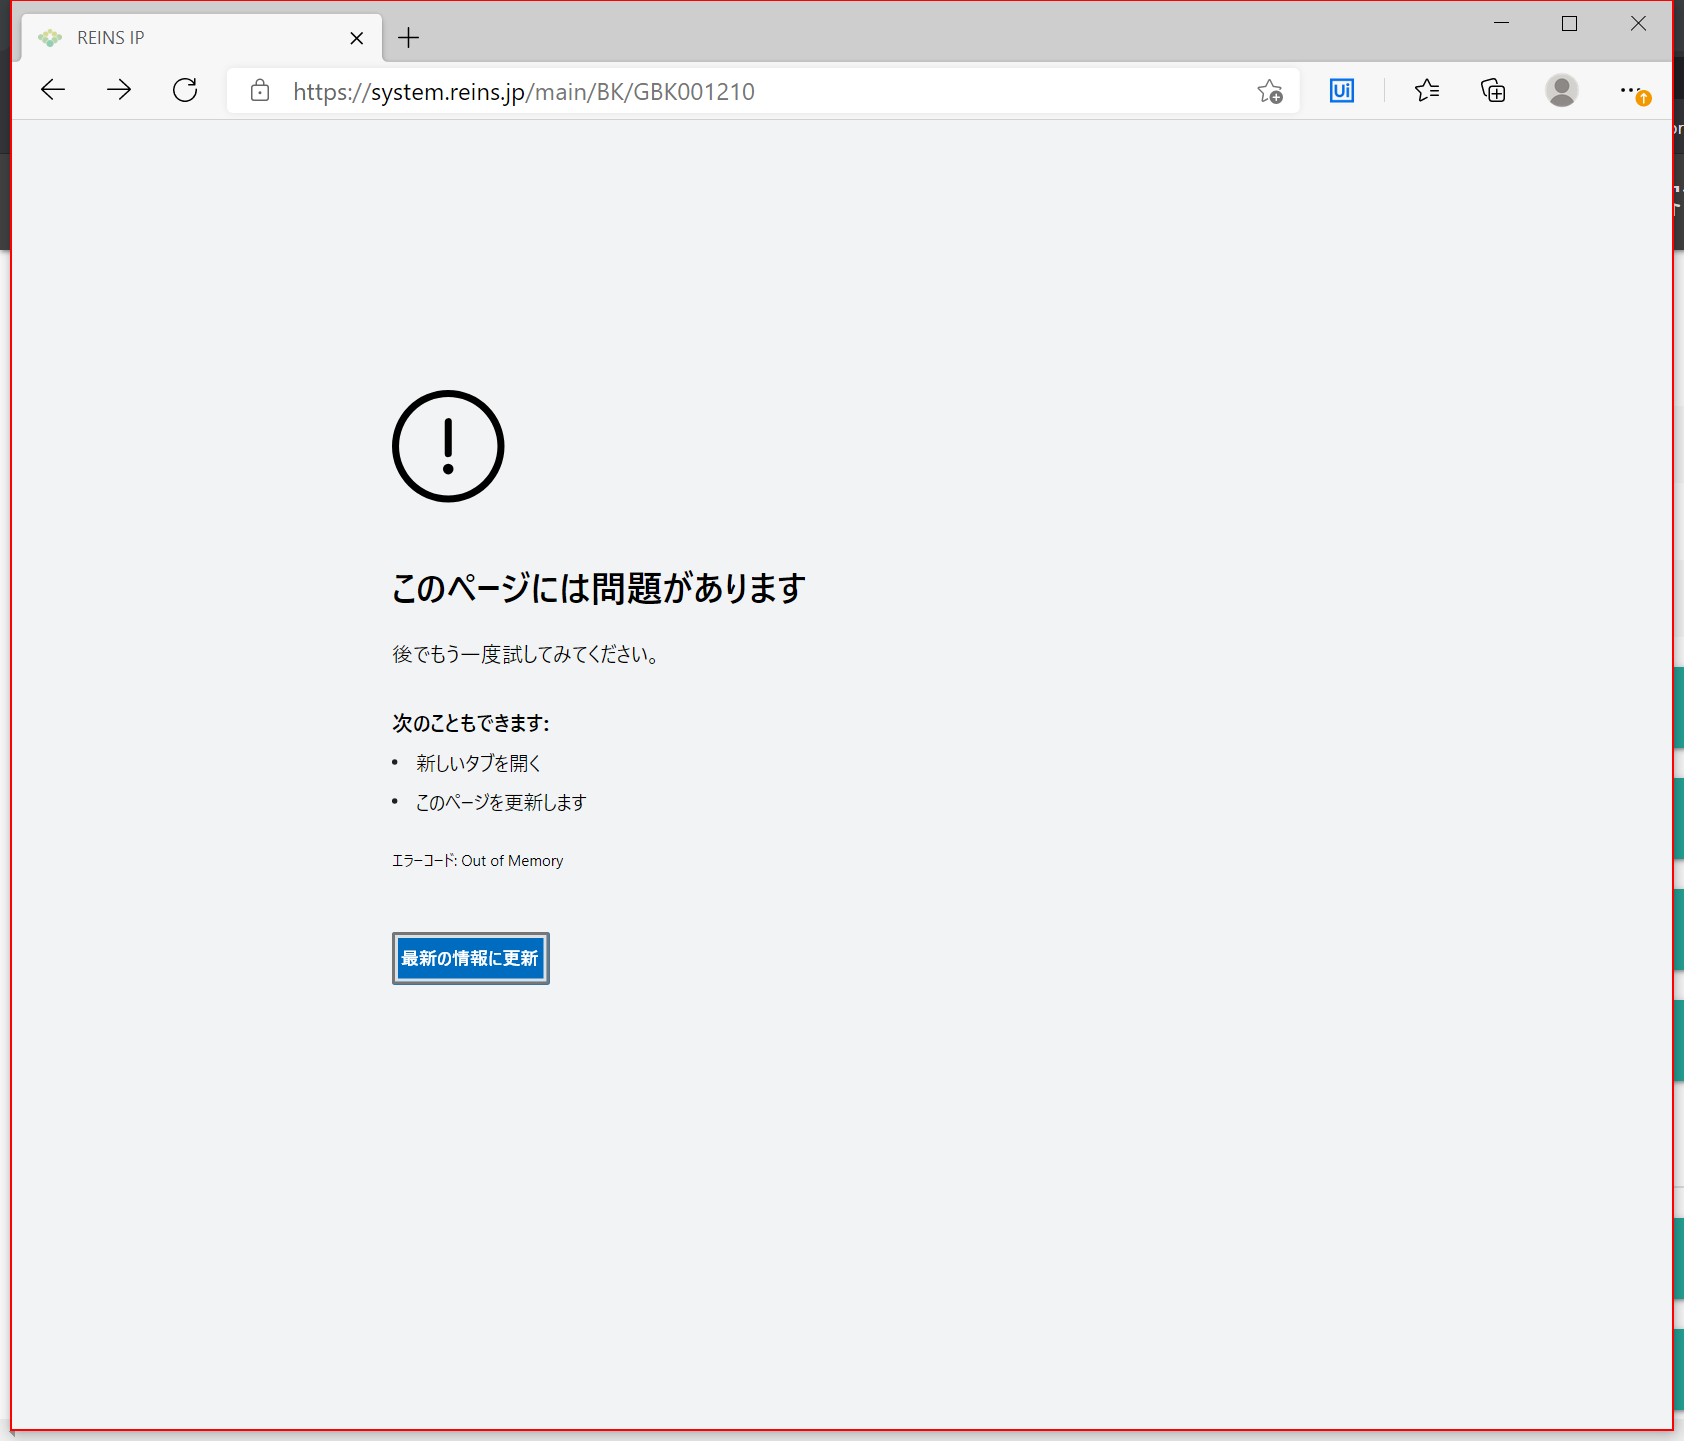 REINS IP
https://system.reins.jp/main/BK/GBK001210
Ui
このページには問題があります
後でもう一度試してみてください。
次のこともできます:
• 新しいタブを開く
• このページを更新します
エラーコード: Out of Memory
最新の情報に更新